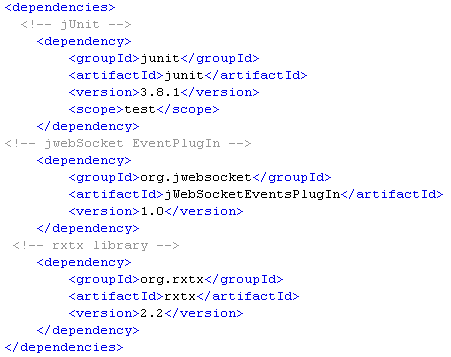 <dependencies>
<!-- jUnit -->
<dependency>
<groupId>junit</groupId>
<artifactId>junit</artifactId>
<version>3.8.1</version>
<scope>test</scope>
</dependency>
<!-- jwebSocket EventPlugIn -->
<dependency>
<groupId>org.jwebsocket</groupId>
<artifactId>jWebSocketEventsPlugIn</artifactId>
<version>1.0</version>
</dependency>
<!-- rxtx library -->
<dependency>
<groupId>org.rxtx</groupId>
<artifactId>rxtx</artifactId>
<version>2.2</version>
</dependency>
</dependencies>